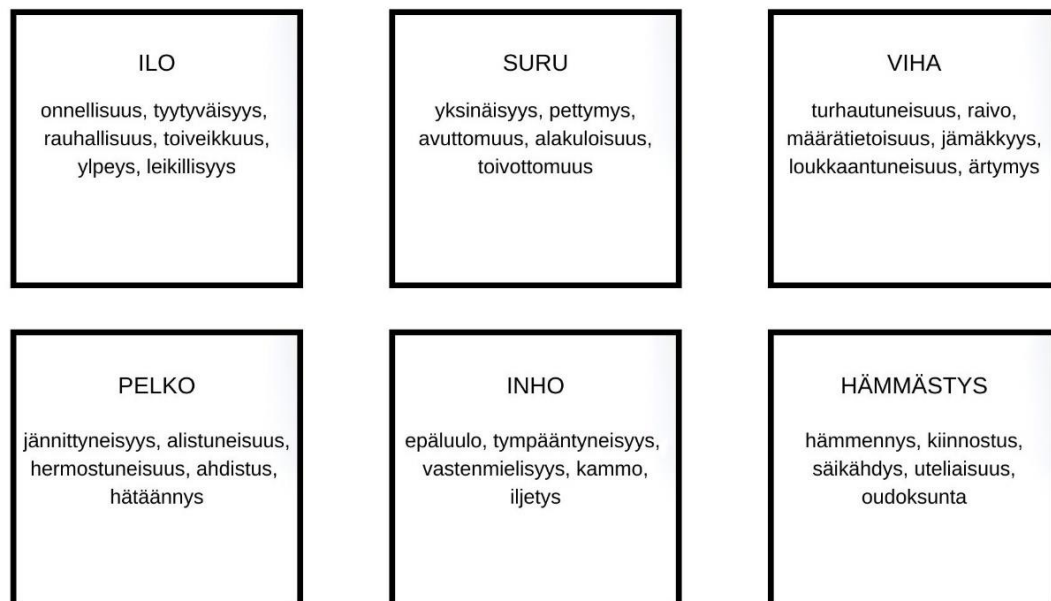 ILO
onnellisuus, tyytyväisyys,
rauhallisuus, toiveikkuus,
ylpeys, leikillisyys
SURU
yksinäisyys, pettymys,
avuttomuus, alakuloisuus,
toivottomuus
VIHA
turhautuneisuus, raivo,
määrätietoisuus, jämäkkyys,
loukkaantuneisuus, ärtymys
PELKO
jännittyneisyys, alistuneisuus,
hermostuneisuus, ahdistus,
hätäännys
INHO
epäluulo, tympääntyneisyys,
vastenmielisyys, kammo,
iljetys
HÄMMÄSTYS
hämmennys, kiinnostus,
säikähdys, uteliaisuus,
oudoksunta